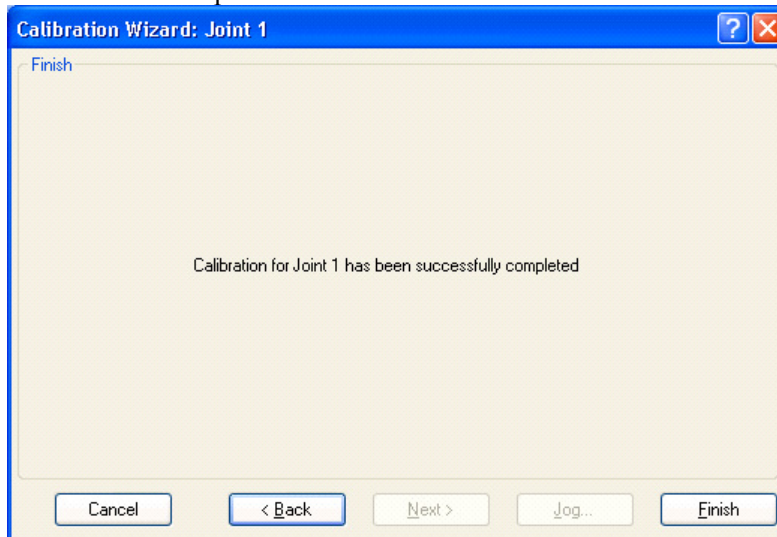 Calibration Wizard: Joint 1
?
Finish
Calibration for Joint 1 has been successfully completed
Cancel
< Back
Next >
Jog...
Finish